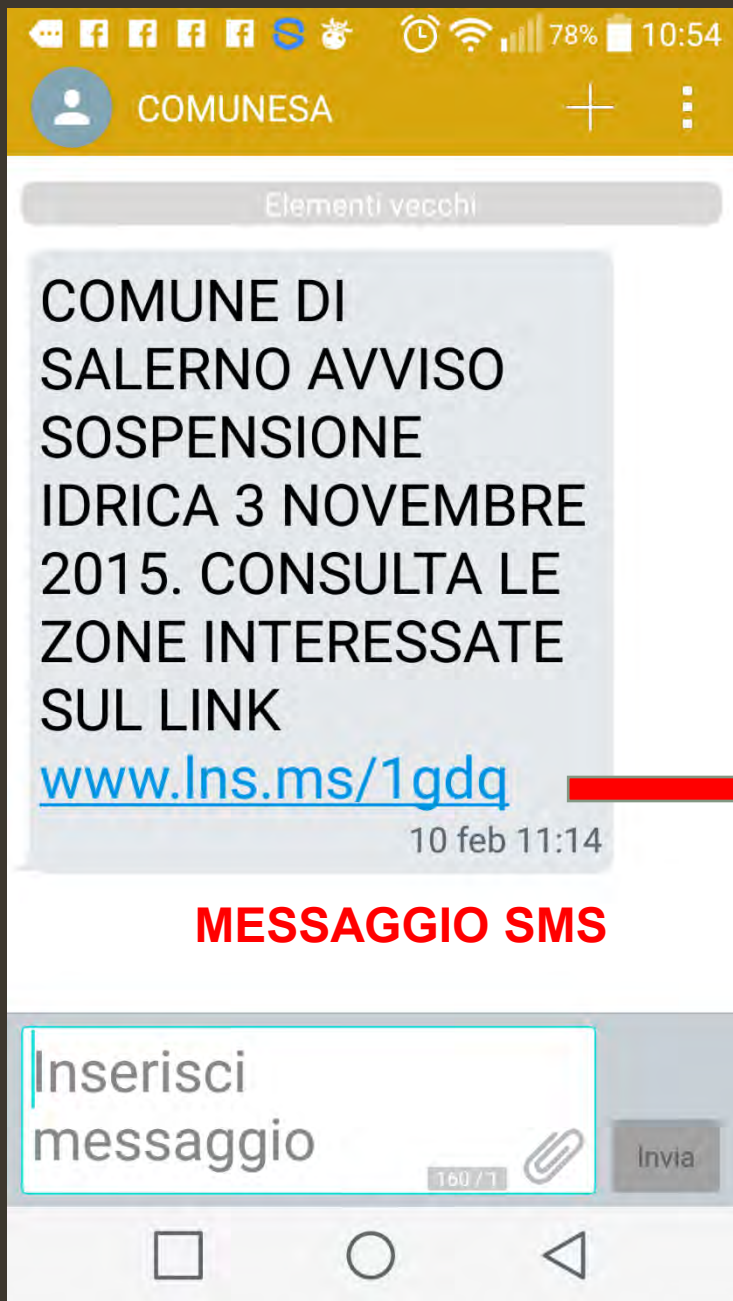 78% 10:54
COMUNESA
Elementi vecchi
COMUNE DI
SALERNO AVVISO
SOSPENSIONE
IDRICA 3 NOVEMBRE
2015. CONSULTA LE
ZONE INTERESSATE
SUL LINK
www.lns.ms/1gdq
10 feb 11:14
MESSAGGIO SMS
Inserisci
messaggio
160 / 1
Invia